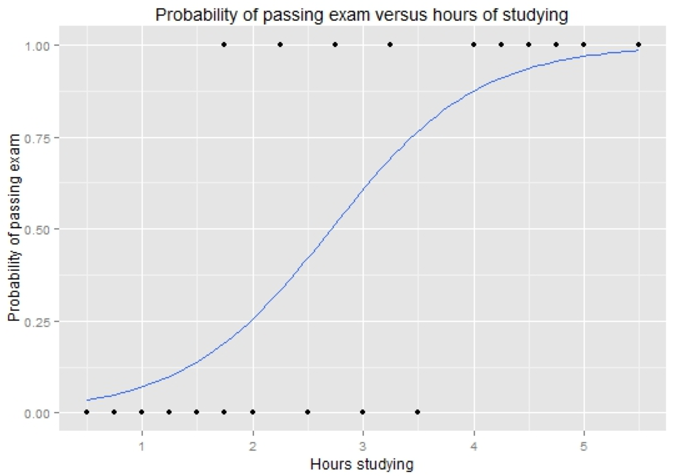 Probability of passing exam versus hours of studying
1.00
0.75
0.50
0.25
0.00
Probability of passing exam
1 2 3 4 5
Hours studying